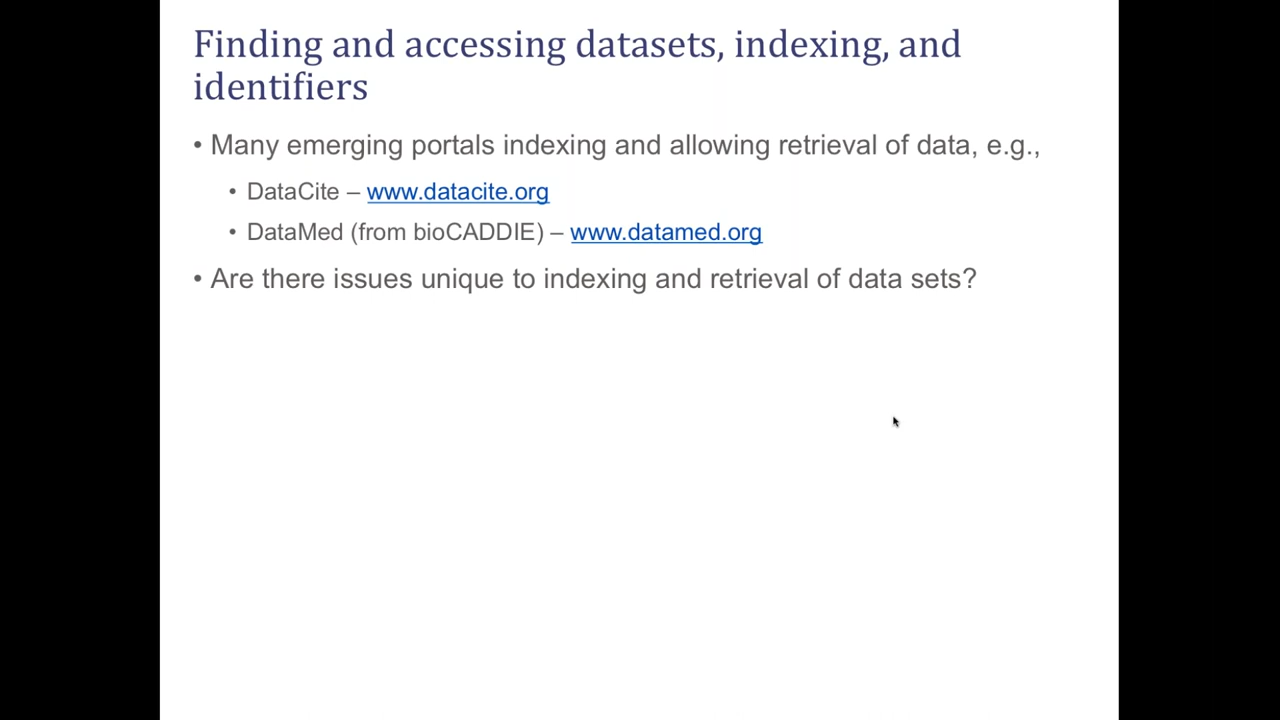 Finding and accessing datasets, indexing, and
identifiers
• Many emerging portals indexing and allowing retrieval of data, e.g.,
• DataCite – www.datacite.org
• DataMed (from bioCADDIE) – www.datamed.org
• Are there issues unique to indexing and retrieval of data sets?